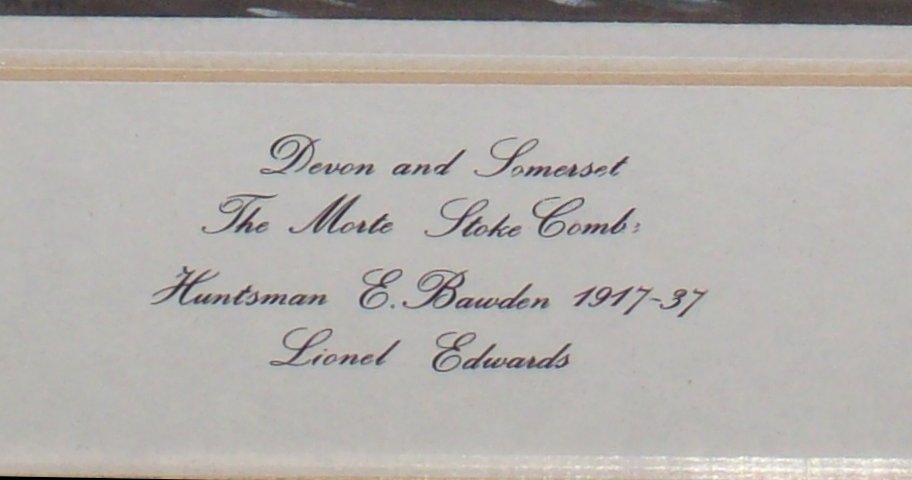 Devon and Somerset
The Morte Stoke Comb:
Huntsman E. Bawden 1917-37
Lionel Edwards